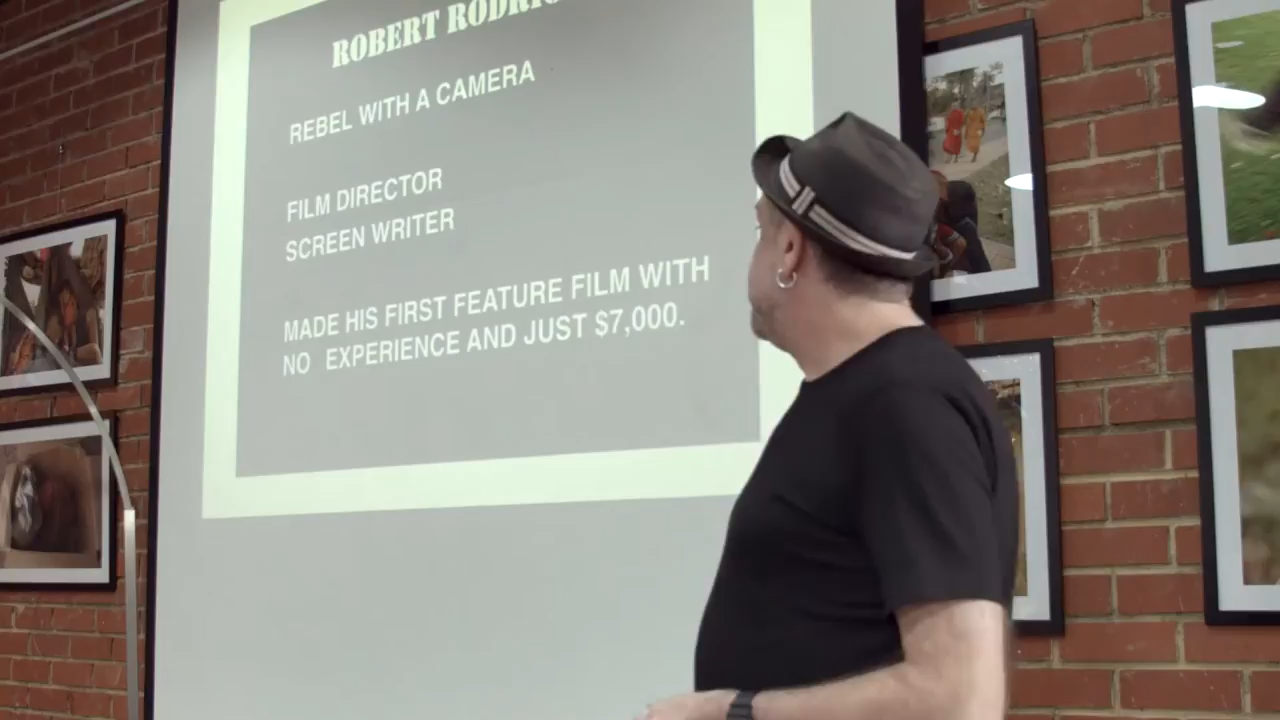 ROBERT
REBEL WITH A CAMERA
FILM DIRECTOR
SCREEN WRITER
MADE HIS FIRST FEATURE FILM WITH
NO EXPERIENCE AND JUST $7,000.